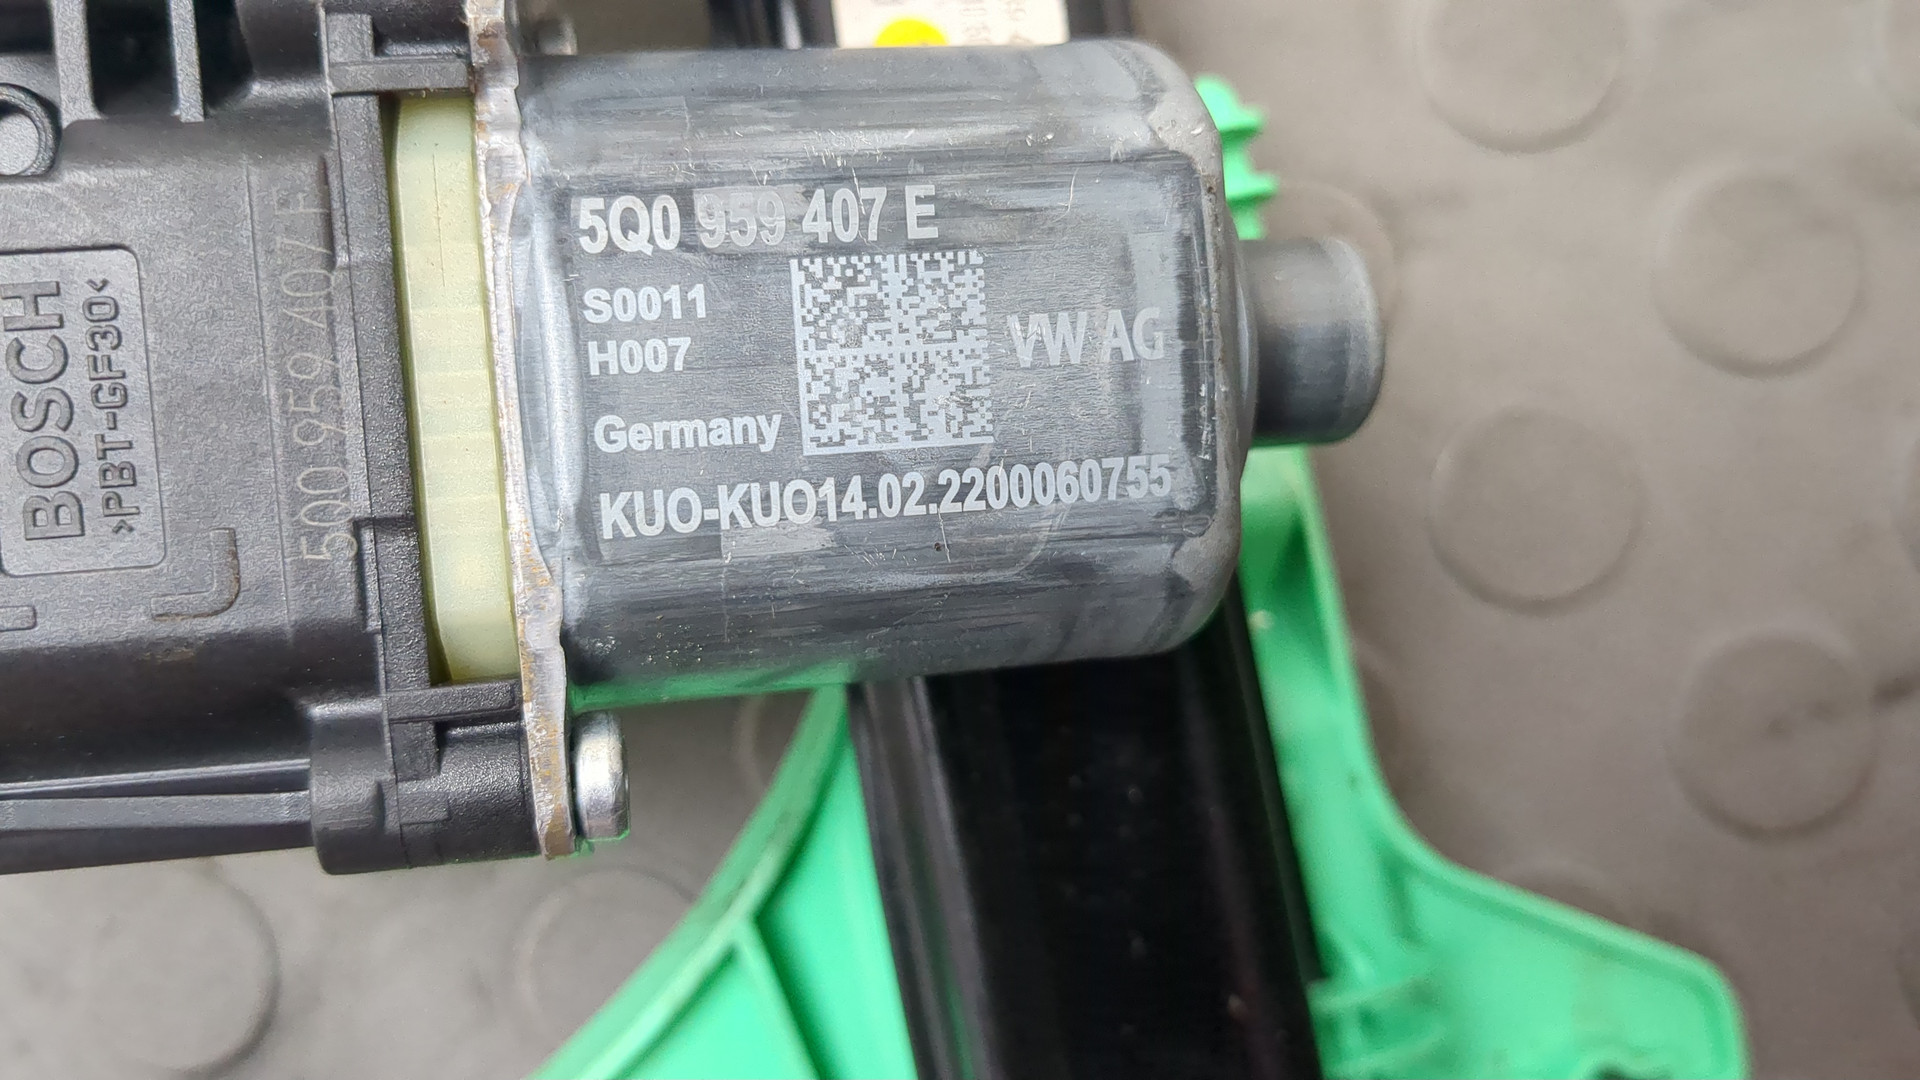 5Q0 959 407 E
S0011
H007
VW AG
Germany
KUO-KUO14.02.2200060755
BOSCH
>PBT-GF30<
5Q0 959 407 E
L